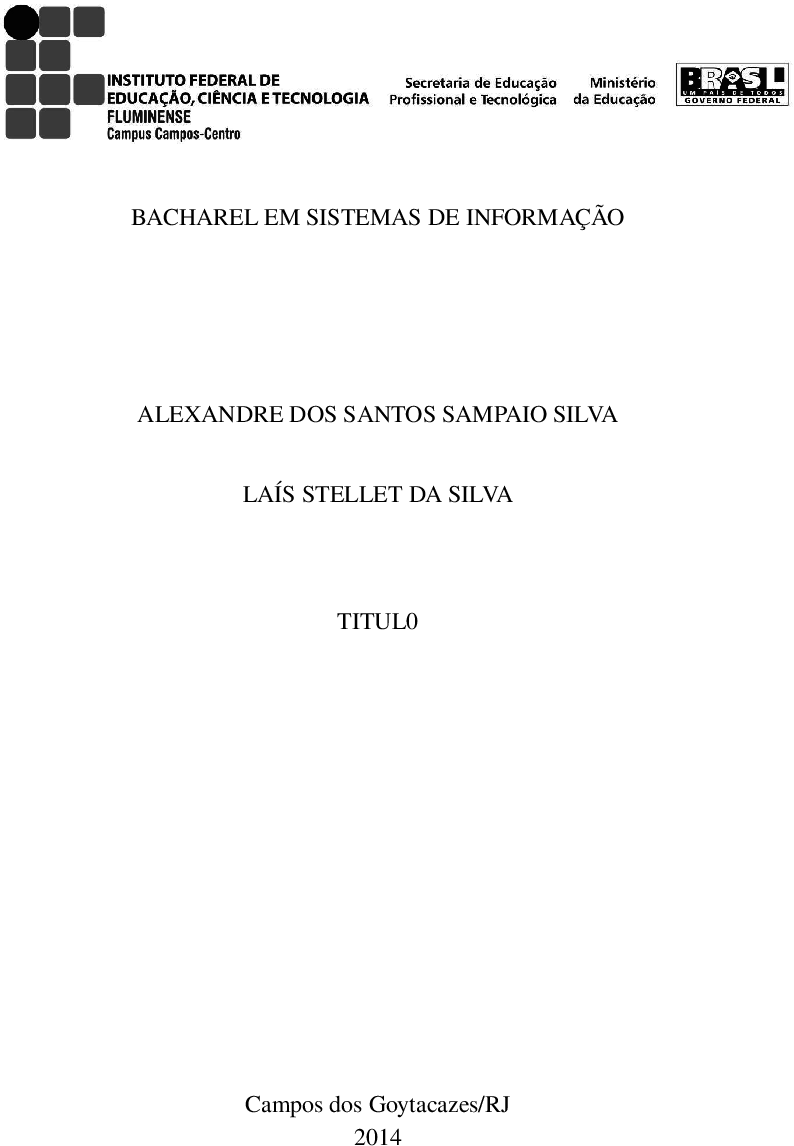 INSTITUTO FEDERAL DE
EDUCAÇÃO, CIÊNCIA E TECNOLOGIA
FLUMINENSE
Campus Campos-Centro
Secretaria de Educação
Profissional e Tecnológica
Ministério
da Educação
BRASIL
UM PAÍS DE TODOS
GOVERNO FEDERAL
BACHAREL EM SISTEMAS DE INFORMAÇÃO
ALEXANDRE DOS SANTOS SAMPAIO SILVA
LAÍS STELLET DA SILVA
TITUL0
Campos dos Goytacazes/RJ
2014